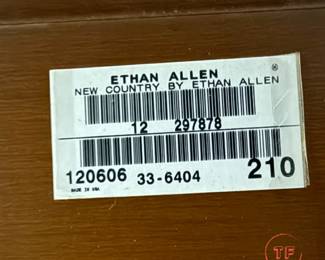 ETHAN ALLEN ®
NEW COUNTRY BY ETHAN ALLEN
12 297878
120606 33-6404 210
MADE IN USA
TF